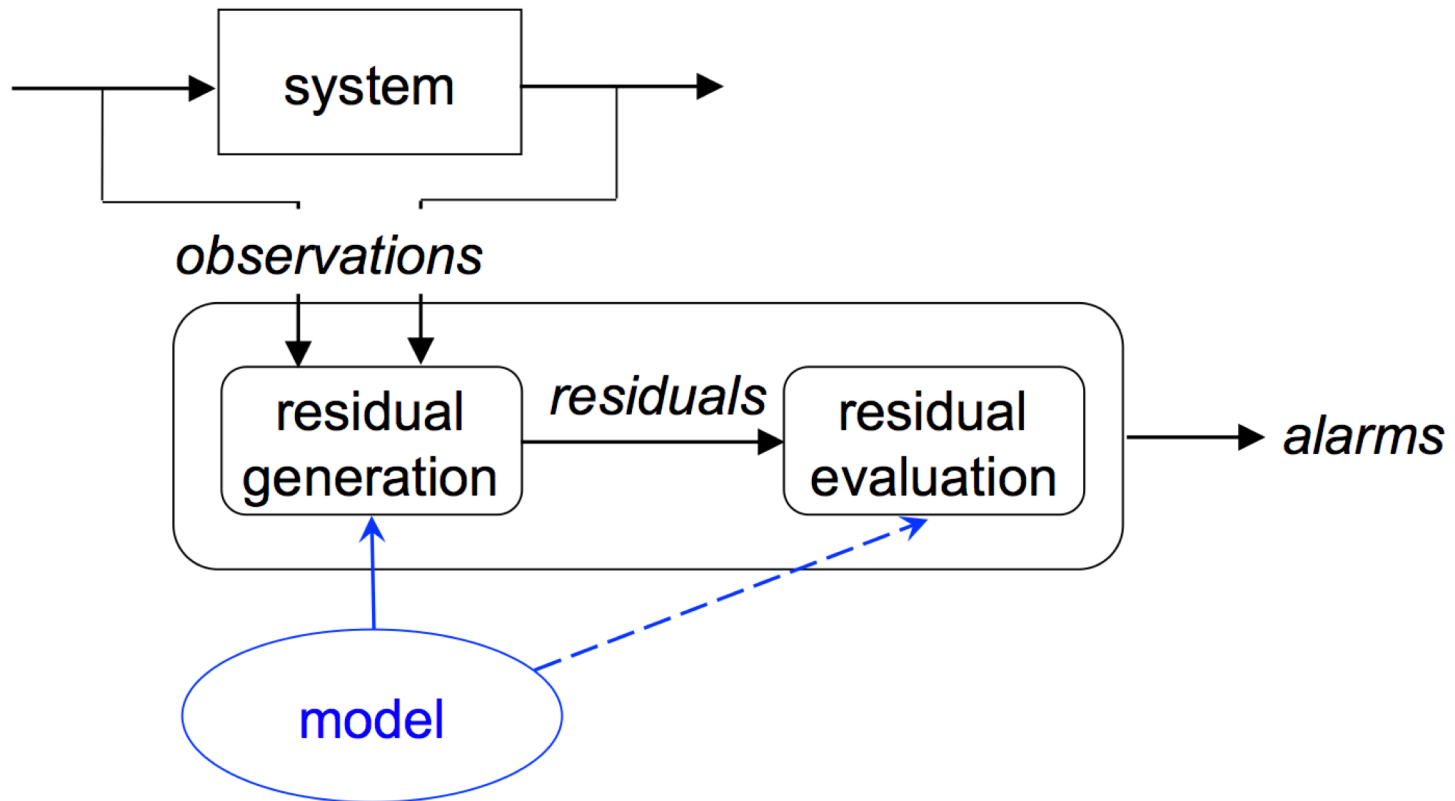 system
observations
residual
generation
residuals
residual
evaluation
alarms
model